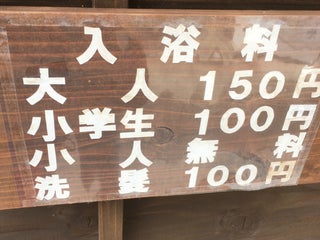 入浴料
大人 150円
小学生 100円
小人 無料
洗髪 100円